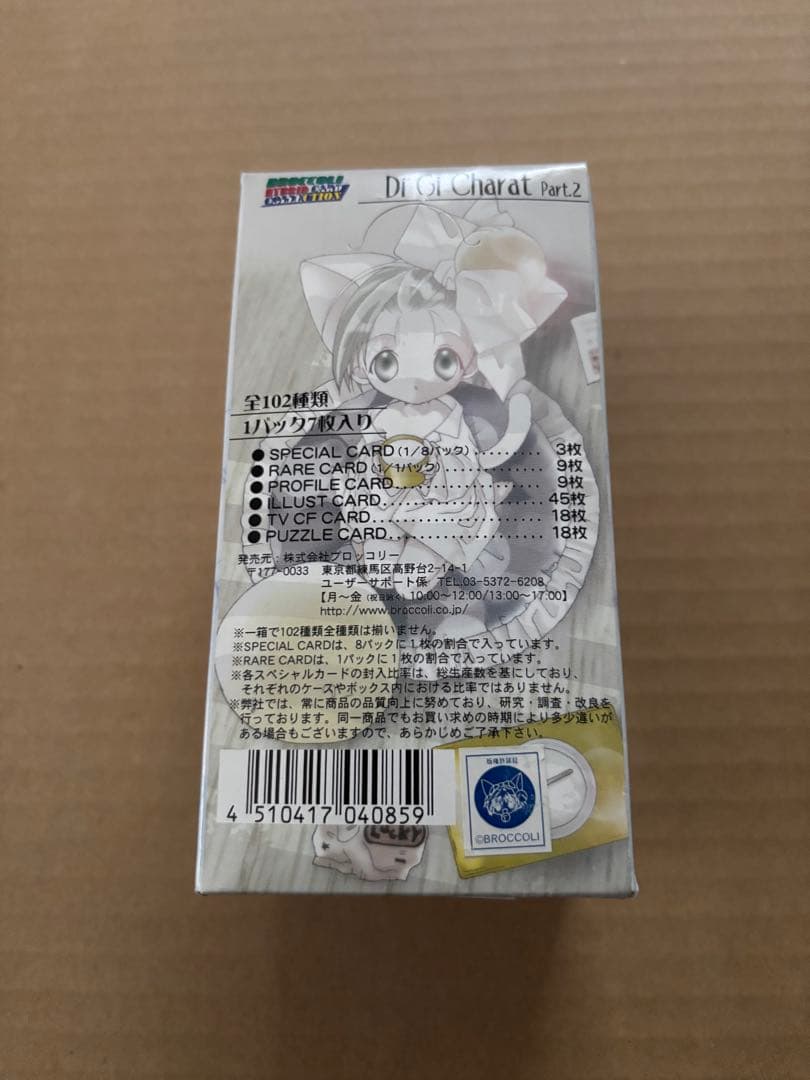 BROCCOLI
HYBRID CARD
COLLECTION
Di Gi Charat Part.2
全102種類
1パック7枚入り
● SPECIAL CARD (1/8パック)......... 3枚
● RARE CARD (1/1パック)............. 9枚
● PROFILE CARD.................... 9枚
● ILLUST CARD...................... 45枚
● TV CF CARD....................... 18枚
● PUZZLE CARD..................... 18枚
発売元：株式会社ブロッコリー
〒177-0033 東京都練馬区高野台2-14-1
ユーザーサポート係 TEL,03-5372-6208
【月〜金（祝日除く）10:00〜12:00/13:00〜17:00】
http://www.broccoli.co.jp/
※一箱で102種類全種類は揃いません。
※SPECIAL CARDは、8パックに1枚の割合で入っています。
※RARE CARDは、1パックに1枚の割合で入っています。
※各スペシャルカードの封入比率は、総生産数を基にしており、
それぞれのケースやボックス内における比率ではありません。
※弊社では、常に商品の品質向上に努めており、研究・調査・改良を
行っております。同一商品でもお買い求めの時期により多少違いが
ある場合もございますので、あらかじめご了承下さい。
4 510417 040859
版権許諾証
©BROCCOLI